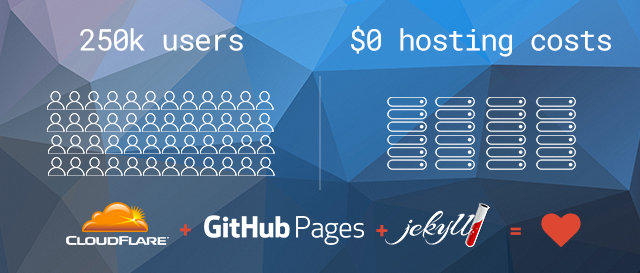 250k users
$0 hosting costs
CLOUDFLARE + GitHub Pages + jekyll =